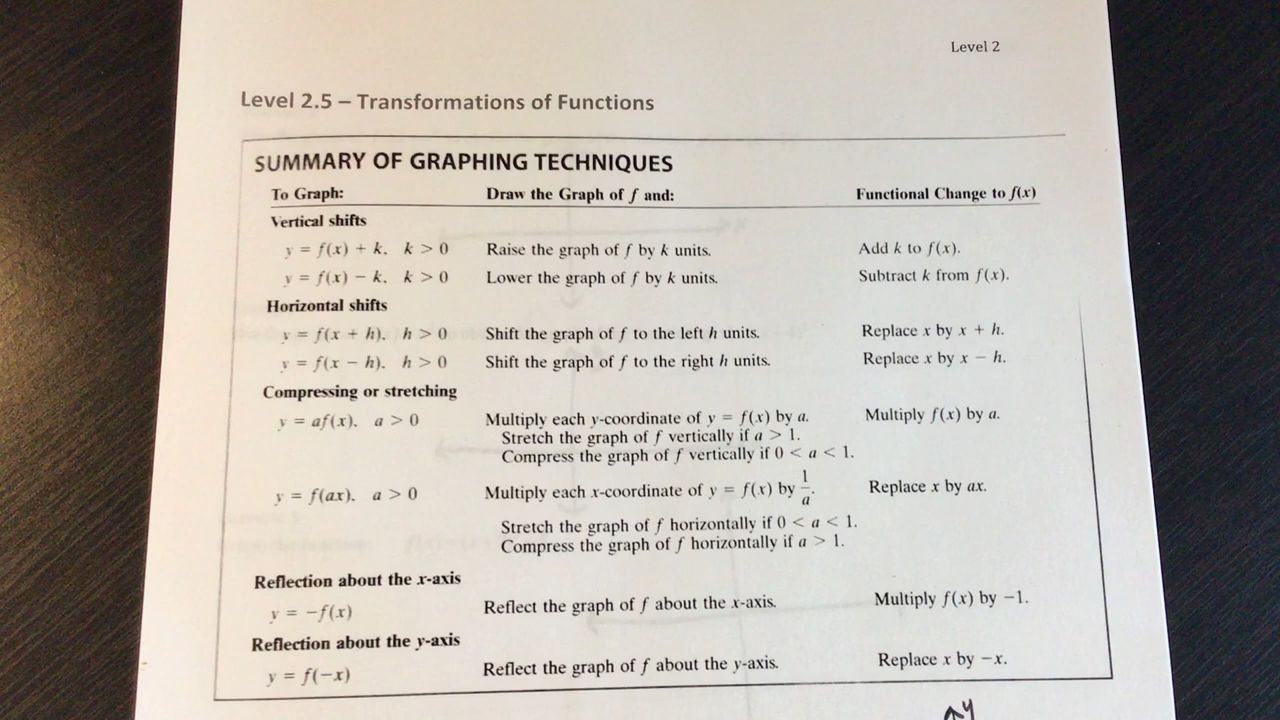 Level 2
Level 2.5 – Transformations of Functions
SUMMARY OF GRAPHING TECHNIQUES
To Graph: Draw the Graph of f and: Functional Change to f(x)
Vertical shifts
y = f(x) + k, k > 0 Raise the graph of f by k units. Add k to f(x).
y = f(x) − k, k > 0 Lower the graph of f by k units. Subtract k from f(x).
Horizontal shifts
y = f(x + h), h > 0 Shift the graph of f to the left h units. Replace x by x + h.
y = f(x − h), h > 0 Shift the graph of f to the right h units. Replace x by x − h.
Compressing or stretching
y = af(x), a > 0 Multiply each y-coordinate of y = f(x) by a. Multiply f(x) by a.
Stretch the graph of f vertically if a > 1.
Compress the graph of f vertically if 0 < a < 1.
y = f(ax), a > 0 Multiply each x-coordinate of y = f(x) by 1/a. Replace x by ax.
Stretch the graph of f horizontally if 0 < a < 1.
Compress the graph of f horizontally if a > 1.
Reflection about the x-axis
y = −f(x) Reflect the graph of f about the x-axis. Multiply f(x) by −1.
Reflection about the y-axis
y = f(−x) Reflect the graph of f about the y-axis. Replace x by −x.
y